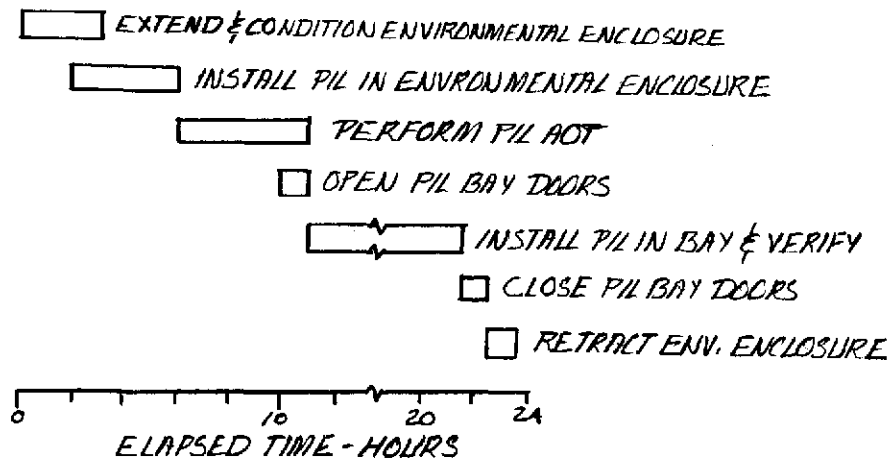 EXTEND & CONDITION ENVIRONMENTAL ENCLOSURE
INSTALL P/L IN ENVRONMENTAL ENCLOSURE
PERFORM P/L AOT
OPEN P/L BAY DOORS
INSTALL P/L IN BAY & VERIFY
CLOSE P/L BAY DOORS
RETRACT ENV. ENCLOSURE
0 10 20 24
ELAPSED TIME - HOURS